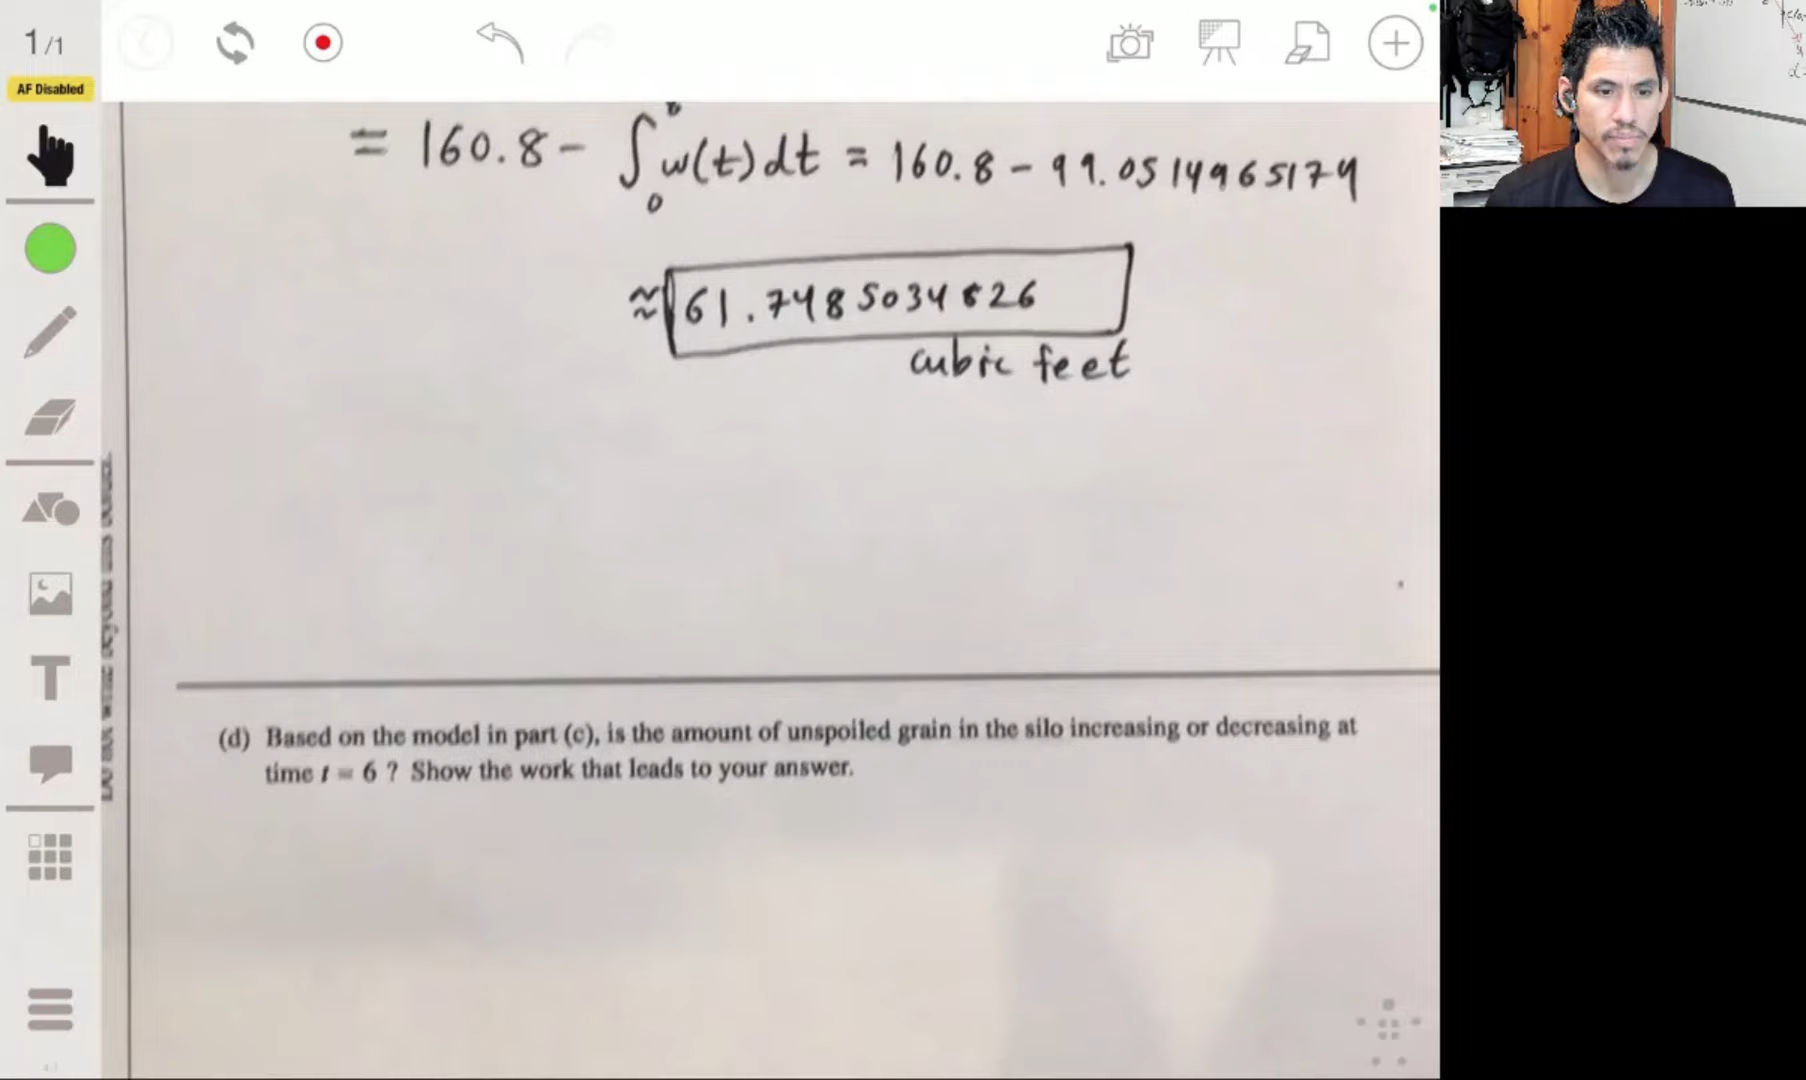 1/1
AF Disabled
= 160.8 - ∫₀ w(t) dt = 160.8 - 99.0514965174
≈ 61.7485034826
cubic feet
(d) Based on the model in part (c), is the amount of unspoiled grain in the silo increasing or decreasing at
time t = 6 ? Show the work that leads to your answer.
T